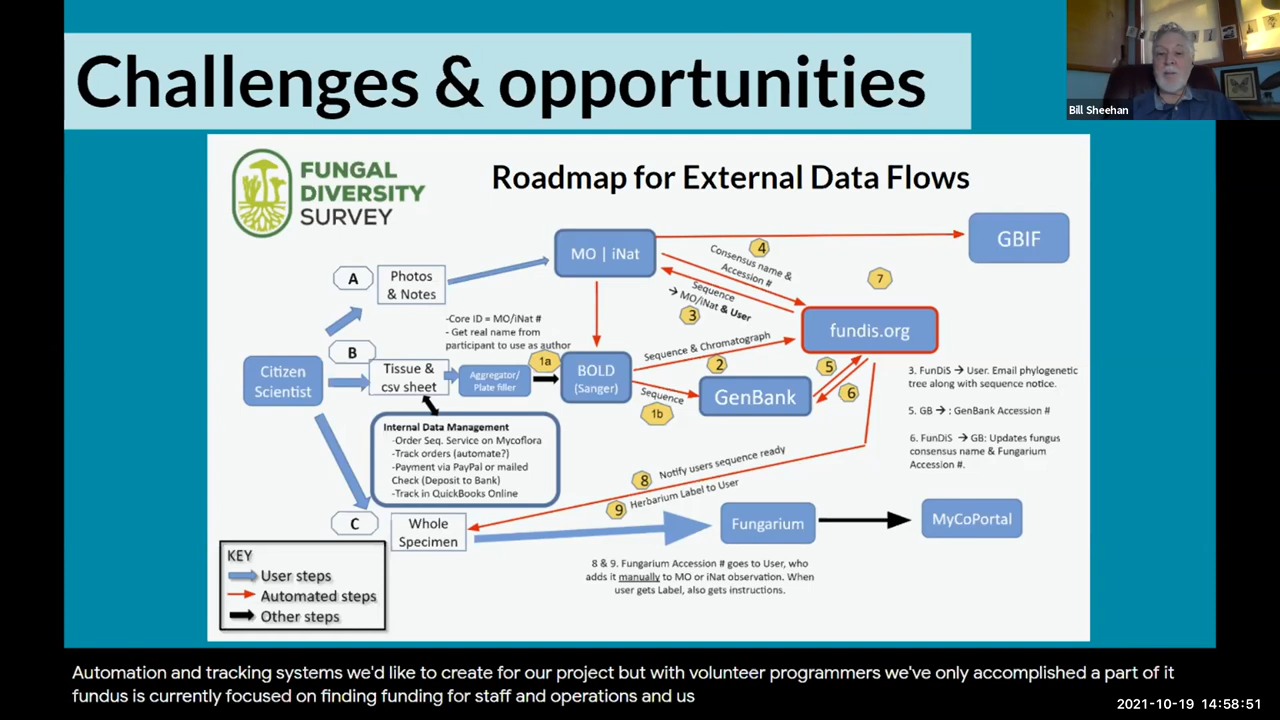 Challenges & opportunities
Bill Sheehan
FUNGAL
DIVERSITY
SURVEY
Roadmap for External Data Flows
MO | iNat
GBIF
4
Consensus name &
Accession #
7
A
Photos
& Notes
Sequence
→ MO/iNat & User
3
-Core ID = MO/iNat #
- Get real name from
participant to use as author
fundis.org
B
1a
Sequence & Chromatograph
2
Citizen
Scientist
Tissue &
csv sheet
Aggregator/
Plate filler
BOLD
(Sanger)
5
6
GenBank
Sequence
1b
3. FunDiS → User. Email phylogenetic
tree along with sequence notice.
5. GB → : GenBank Accession #
6. FunDiS → GB: Updates fungus
consensus name & Fungarium
Accession #.
Internal Data Management
-Order Seq. Service on Mycoflora
-Track orders (automate?)
-Payment via PayPal or mailed
Check (Deposit to Bank)
-Track in QuickBooks Online
8
Notify users sequence ready
9
Herbarium Label to User
C
Whole
Specimen
Fungarium
MyCoPortal
8 & 9. Fungarium Accession # goes to User, who
adds it manually to MO or iNat observation. When
user gets Label, also gets instructions.
KEY
User steps
Automated steps
Other steps
Automation and tracking systems we'd like to create for our project but with volunteer programmers we've only accomplished a part of it
fundus is currently focused on finding funding for staff and operations and us
2021-10-19 14:58:51